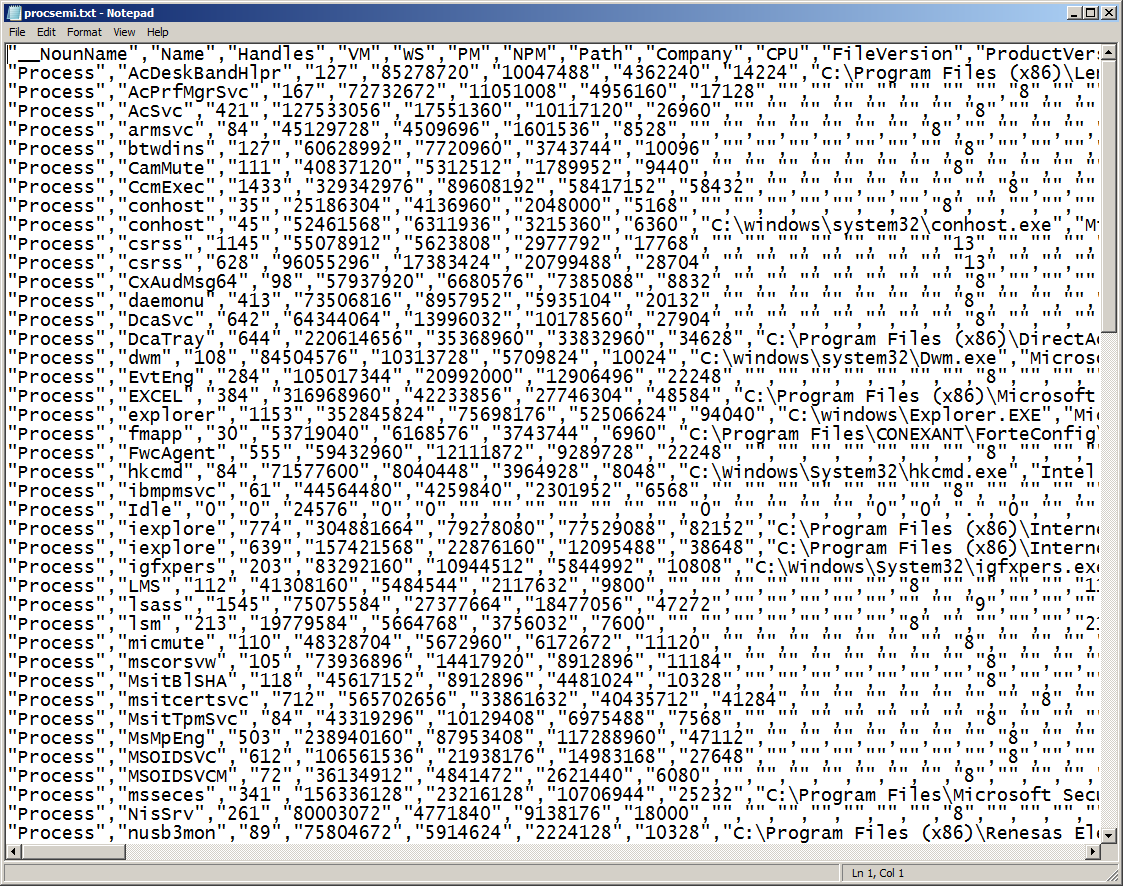 procsemi.txt - Notepad
File Edit Format View Help
"__NounName","Name","Handles","VM","WS","PM","NPM","Path","Company","CPU","FileVersion","ProductVers
"Process","AcDeskBandHlpr","127","85278720","10047488","4362240","14224","C:\Program Files (x86)\Len
"Process","AcPrfMgrSvc","167","72732672","11051008","4956160","17128","","","","","","","8","",""
"Process","AcSvc","421","127533056","17551360","10117120","26960","","","","","","","8","","",""
"Process","armsvc","84","45129728","4509696","1601536","8528","","","","","","","8","","","",
"Process","btwdins","127","60628992","7720960","3743744","10096","","","","","","","8","","",""
"Process","CamMute","111","40837120","5312512","1789952","9440","","","","","","","8","","","",
"Process","CcmExec","1433","329342976","89608192","58417152","58432","","","","","","","8","","",
"Process","conhost","35","25186304","4136960","2048000","5168","","","","","","","8","","","",
"Process","conhost","45","52461568","6311936","3215360","6360","C:\windows\system32\conhost.exe","Mi
"Process","csrss","1145","55078912","5623808","2977792","17768","","","","","","","13","","","",
"Process","csrss","628","96055296","17383424","20799488","28704","","","","","","","13","","",""
"Process","CxAudMsg64","98","57937920","6680576","7385088","8832","","","","","","","8","","",""
"Process","daemonu","413","73506816","8957952","5935104","20132","","","","","","","8","","","",
"Process","DcaSvc","642","64344064","13996032","10178560","27904","","","","","","","8","","",""
"Process","DcaTray","644","220614656","35368960","33832960","34628","C:\Program Files (x86)\DirectAc
"Process","dwm","108","84504576","10313728","5709824","10024","C:\windows\system32\Dwm.exe","Microso
"Process","EvtEng","284","105017344","20992000","12906496","22248","","","","","","","8","","",""
"Process","EXCEL","384","316968960","42233856","27746304","48584","C:\Program Files (x86)\Microsoft
"Process","explorer","1153","352845824","75698176","52506624","94040","C:\windows\Explorer.EXE","Mic
"Process","fmapp","30","53719040","6168576","3743744","6960","C:\Program Files\CONEXANT\ForteConfig\
"Process","FwcAgent","555","59432960","12111872","9289728","22248","","","","","","","8","","",""
"Process","hkcmd","84","71577600","8040448","3964928","8048","C:\Windows\System32\hkcmd.exe","Intel
"Process","ibmpmsvc","61","44564480","4259840","2301952","6568","","","","","","","8","","","",
"Process","Idle","0","0","24576","0","0","","","","","","","0","","","","","0","0",".","0","","",
"Process","iexplore","774","304881664","79278080","77529088","82152","C:\Program Files (x86)\Interne
"Process","iexplore","639","157421568","22876160","12095488","38648","C:\Program Files (x86)\Interne
"Process","igfxpers","203","83292160","10944512","5844992","10808","C:\Windows\System32\igfxpers.exe
"Process","LMS","112","41308160","5484544","2117632","9800","","","","","","","8","","","","","11
"Process","lsass","1545","75075584","27377664","18477056","47272","","","","","","","9","","",""
"Process","lsm","213","19779584","5664768","3756032","7600","","","","","","","8","","","","","21
"Process","micmute","110","48328704","5672960","6172672","11120","","","","","","","8","","","",
"Process","mscorsvw","105","73936896","14417920","8912896","11184","","","","","","","8","","",""
"Process","MsitBlSHA","118","45617152","8912896","4481024","10328","","","","","","","8","","",""
"Process","msitcertsvc","712","565702656","33861632","40435712","41284","","","","","","","8","",
"Process","MsitTpmSvc","84","43319296","10129408","6975488","7568","","","","","","","8","","",""
"Process","MsMpEng","503","238940160","87953408","117288960","47112","","","","","","","8","","",
"Process","MSOIDSVC","612","106561536","21938176","14983168","27648","","","","","","","8","","",
"Process","MSOIDSVCM","72","36134912","4841472","2621440","6080","","","","","","","8","","","",
"Process","msseces","341","156336128","23216128","10706944","25232","C:\Program Files\Microsoft Secu
"Process","NisSrv","261","80003072","4771840","9138176","18000","","","","","","","8","","","",
"Process","nusb3mon","89","75804672","5914624","2224128","10328","C:\Program Files (x86)\Renesas Ele
Ln 1, Col 1